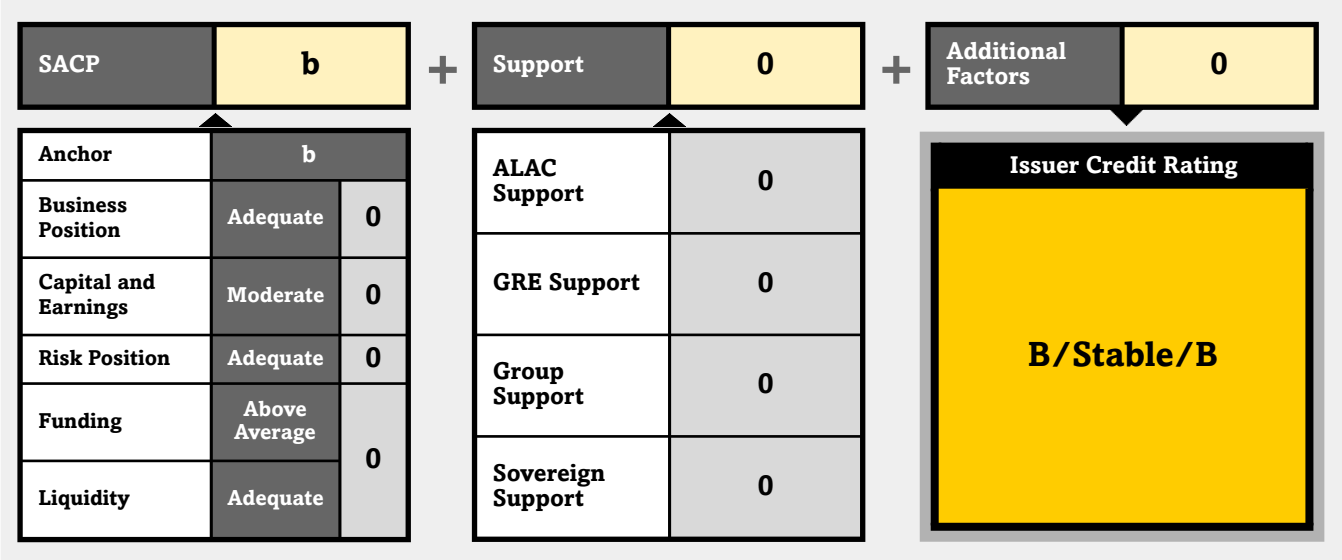 SACP
b
+
Support
0
+
Additional
Factors
0
Anchor
b
Business
Position
Adequate
0
Capital and
Earnings
Moderate
0
Risk Position
Adequate
0
Funding
Above
Average
0
Liquidity
Adequate
ALAC
Support
0
GRE Support
0
Group
Support
0
Sovereign
Support
0
Issuer Credit Rating
B/Stable/B